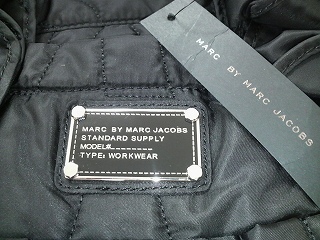 MARC BY MARC JACOBS
MARC BY MARC JACOBS
STANDARD SUPPLY
MODEL#._ _ _ _ _ _ _ _
TYPE: WORKWEAR